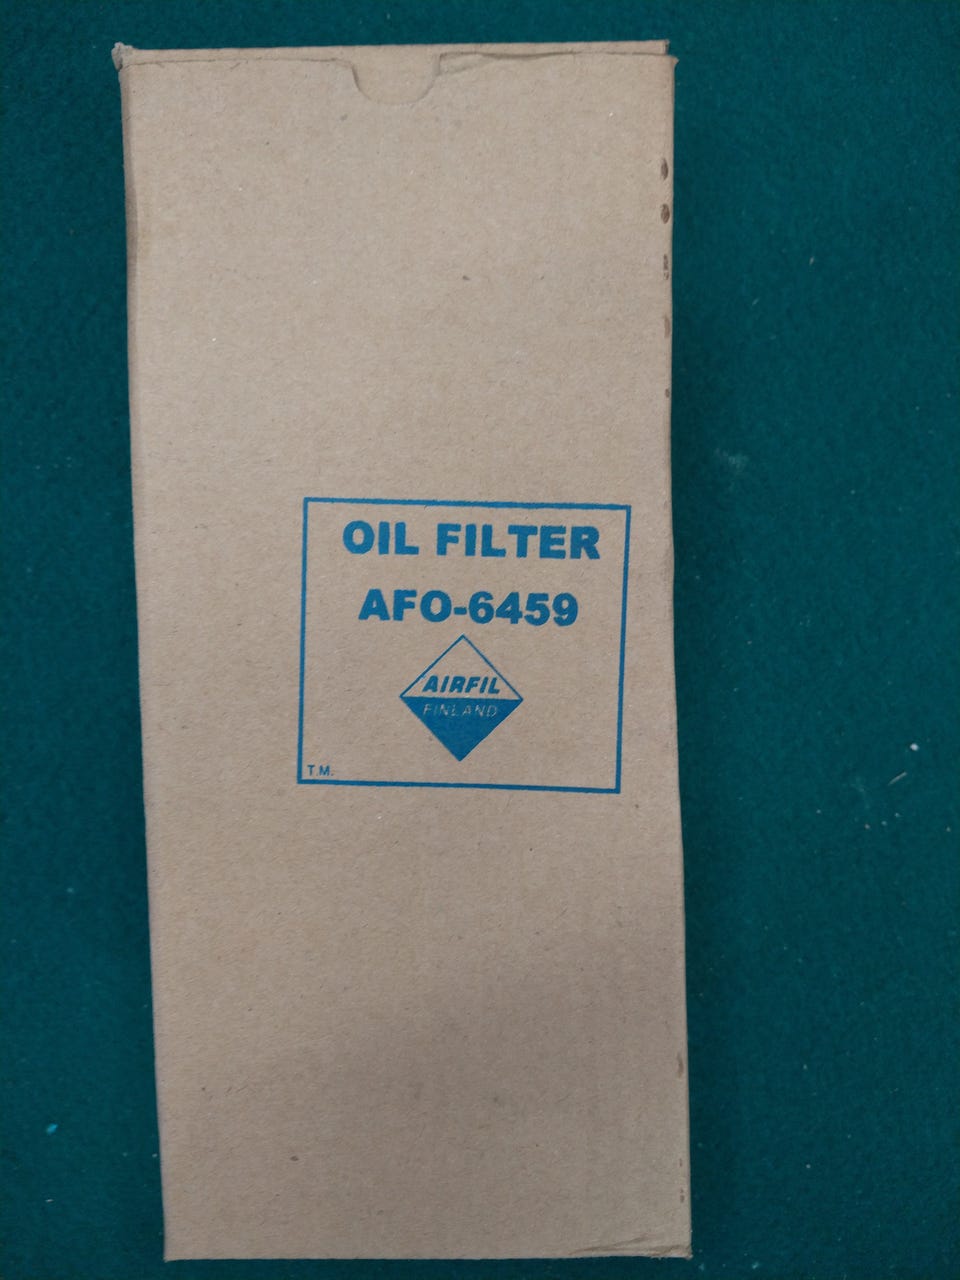 OIL FILTER
AFO-6459
AIRFIL
FINLAND
T.M.